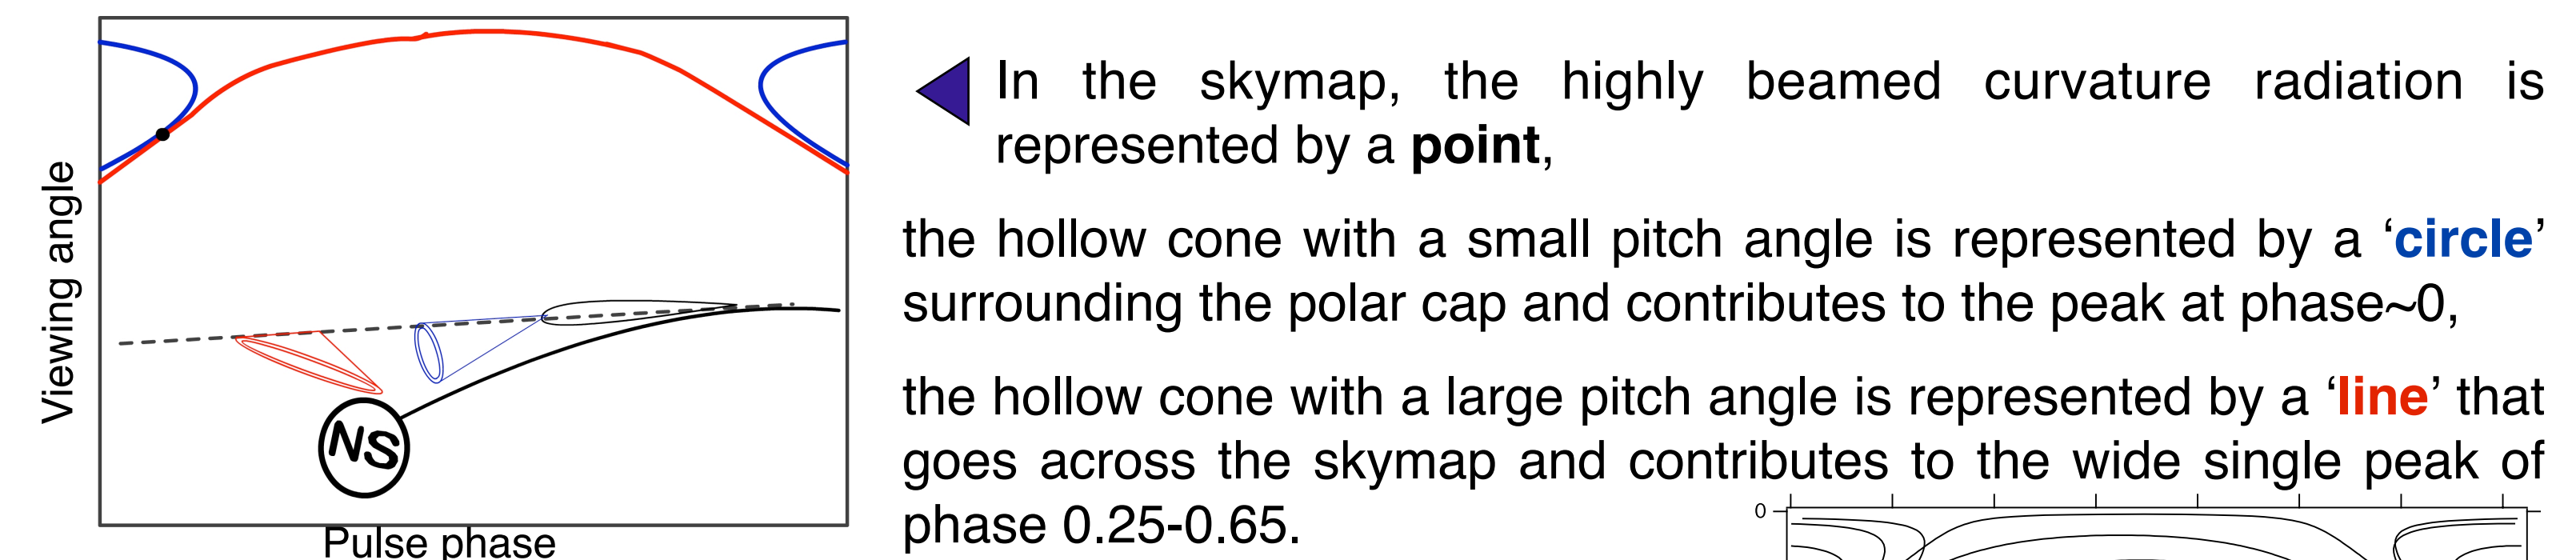 Viewing angle
NS
Pulse phase
In the skymap, the highly beamed curvature radiation is
represented by a point,
the hollow cone with a small pitch angle is represented by a ‘circle’
surrounding the polar cap and contributes to the peak at phase~0,
the hollow cone with a large pitch angle is represented by a ‘line’ that
goes across the skymap and contributes to the wide single peak of
phase 0.25-0.65.
0